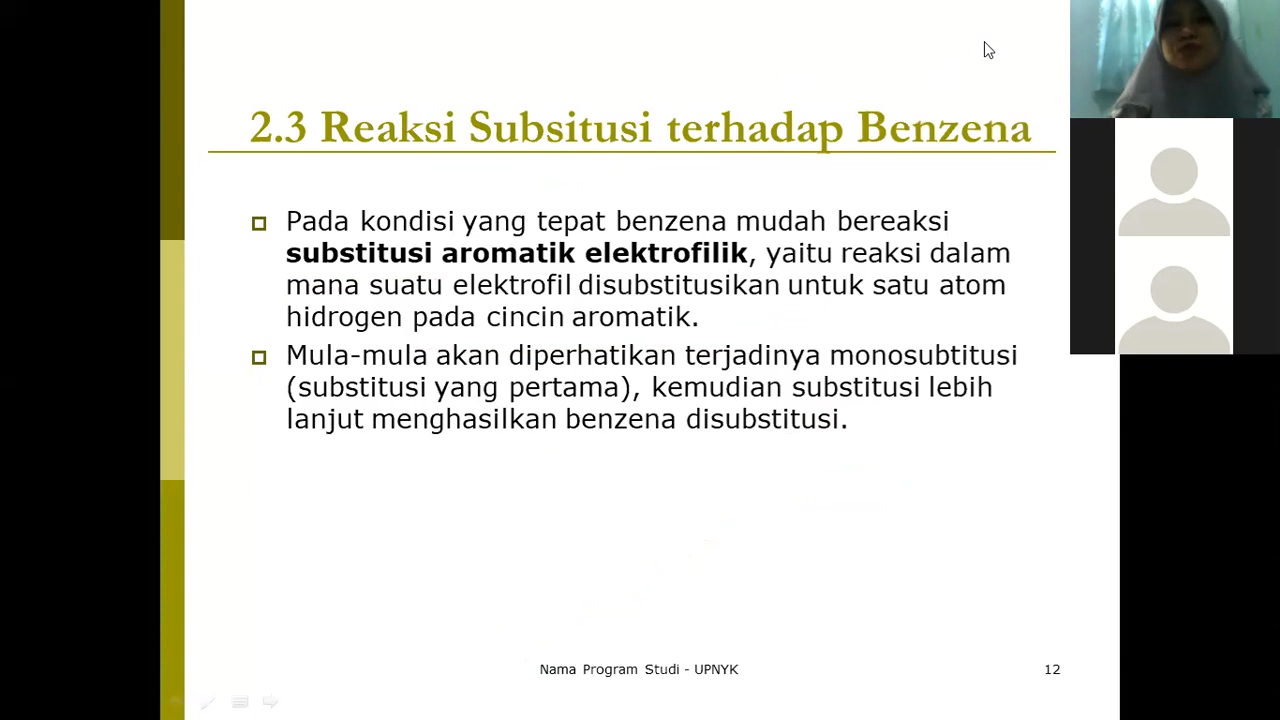 2.3 Reaksi Subsitusi terhadap Benzena
Pada kondisi yang tepat benzena mudah bereaksi
substitusi aromatik elektrofilik, yaitu reaksi dalam
mana suatu elektrofil disubstitusikan untuk satu atom
hidrogen pada cincin aromatik.
Mula-mula akan diperhatikan terjadinya monosubtitusi
(substitusi yang pertama), kemudian substitusi lebih
lanjut menghasilkan benzena disubstitusi.
Nama Program Studi - UPNYK
12